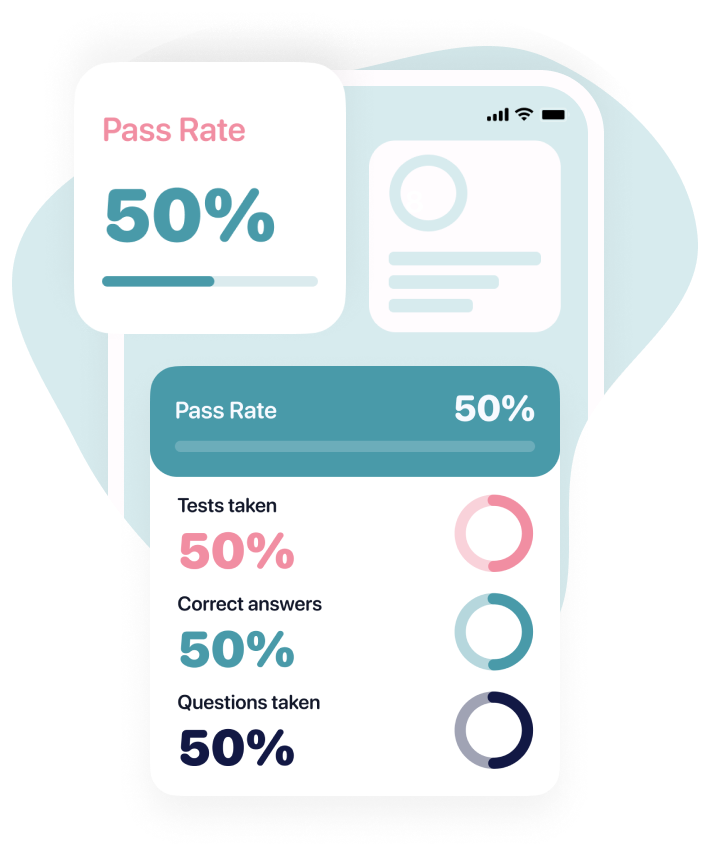 Pass Rate
50%
Pass Rate 50%
Tests taken
50%
Correct answers
50%
Questions taken
50%